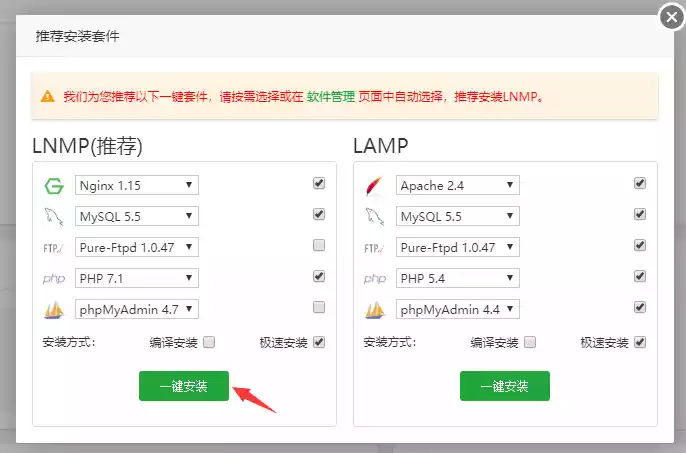 推荐安装套件
我们为您推荐以下一键套件，请按需选择或在 软件管理 页面中自动选择，推荐安装LNMP。
LNMP(推荐)
Nginx 1.15
MySQL 5.5
FTP
Pure-Ftpd 1.0.47
php
PHP 7.1
phpMyAdmin 4.7
安装方式：
编译安装
极速安装
一键安装
LAMP
Apache 2.4
MySQL 5.5
FTP
Pure-Ftpd 1.0.47
php
PHP 5.4
phpMyAdmin 4.4
安装方式：
编译安装
极速安装
一键安装